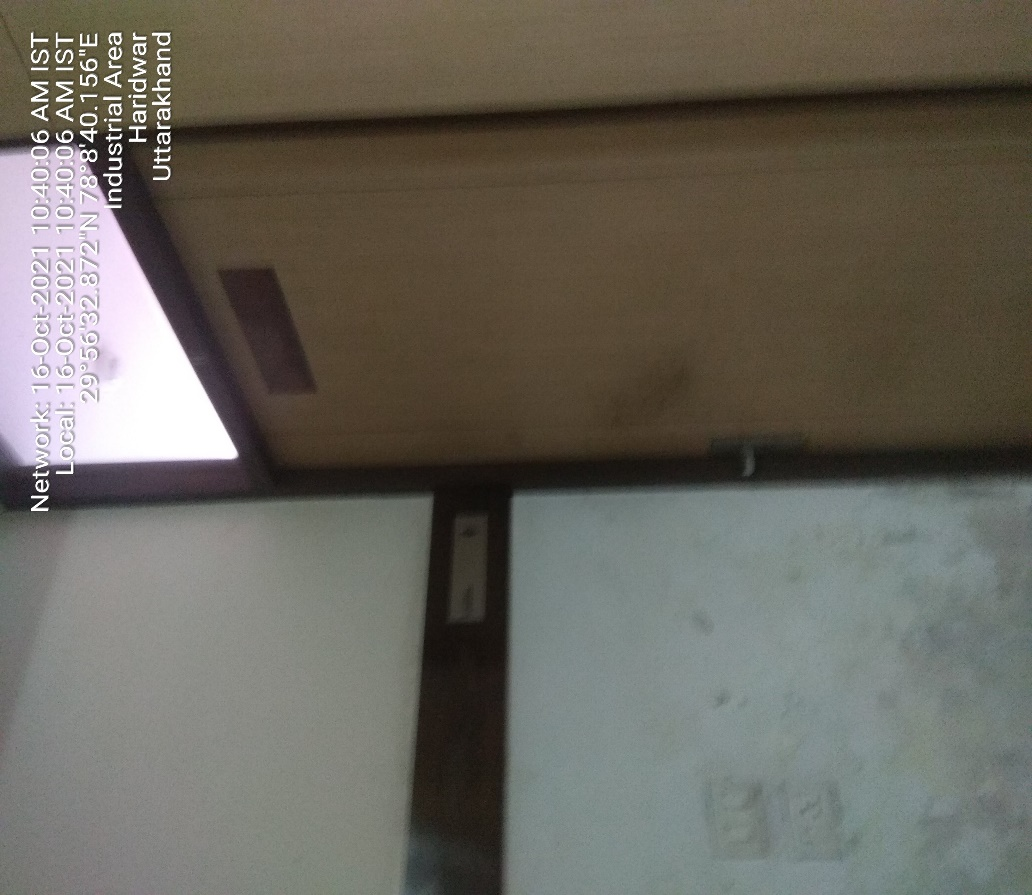 Network: 16-Oct-2021 10:40:06 AM IST
Local: 16-Oct-2021 10:40:06 AM IST
29°56'32.872"N 78°8'40.156"E
Industrial Area
Haridwar
Uttarakhand